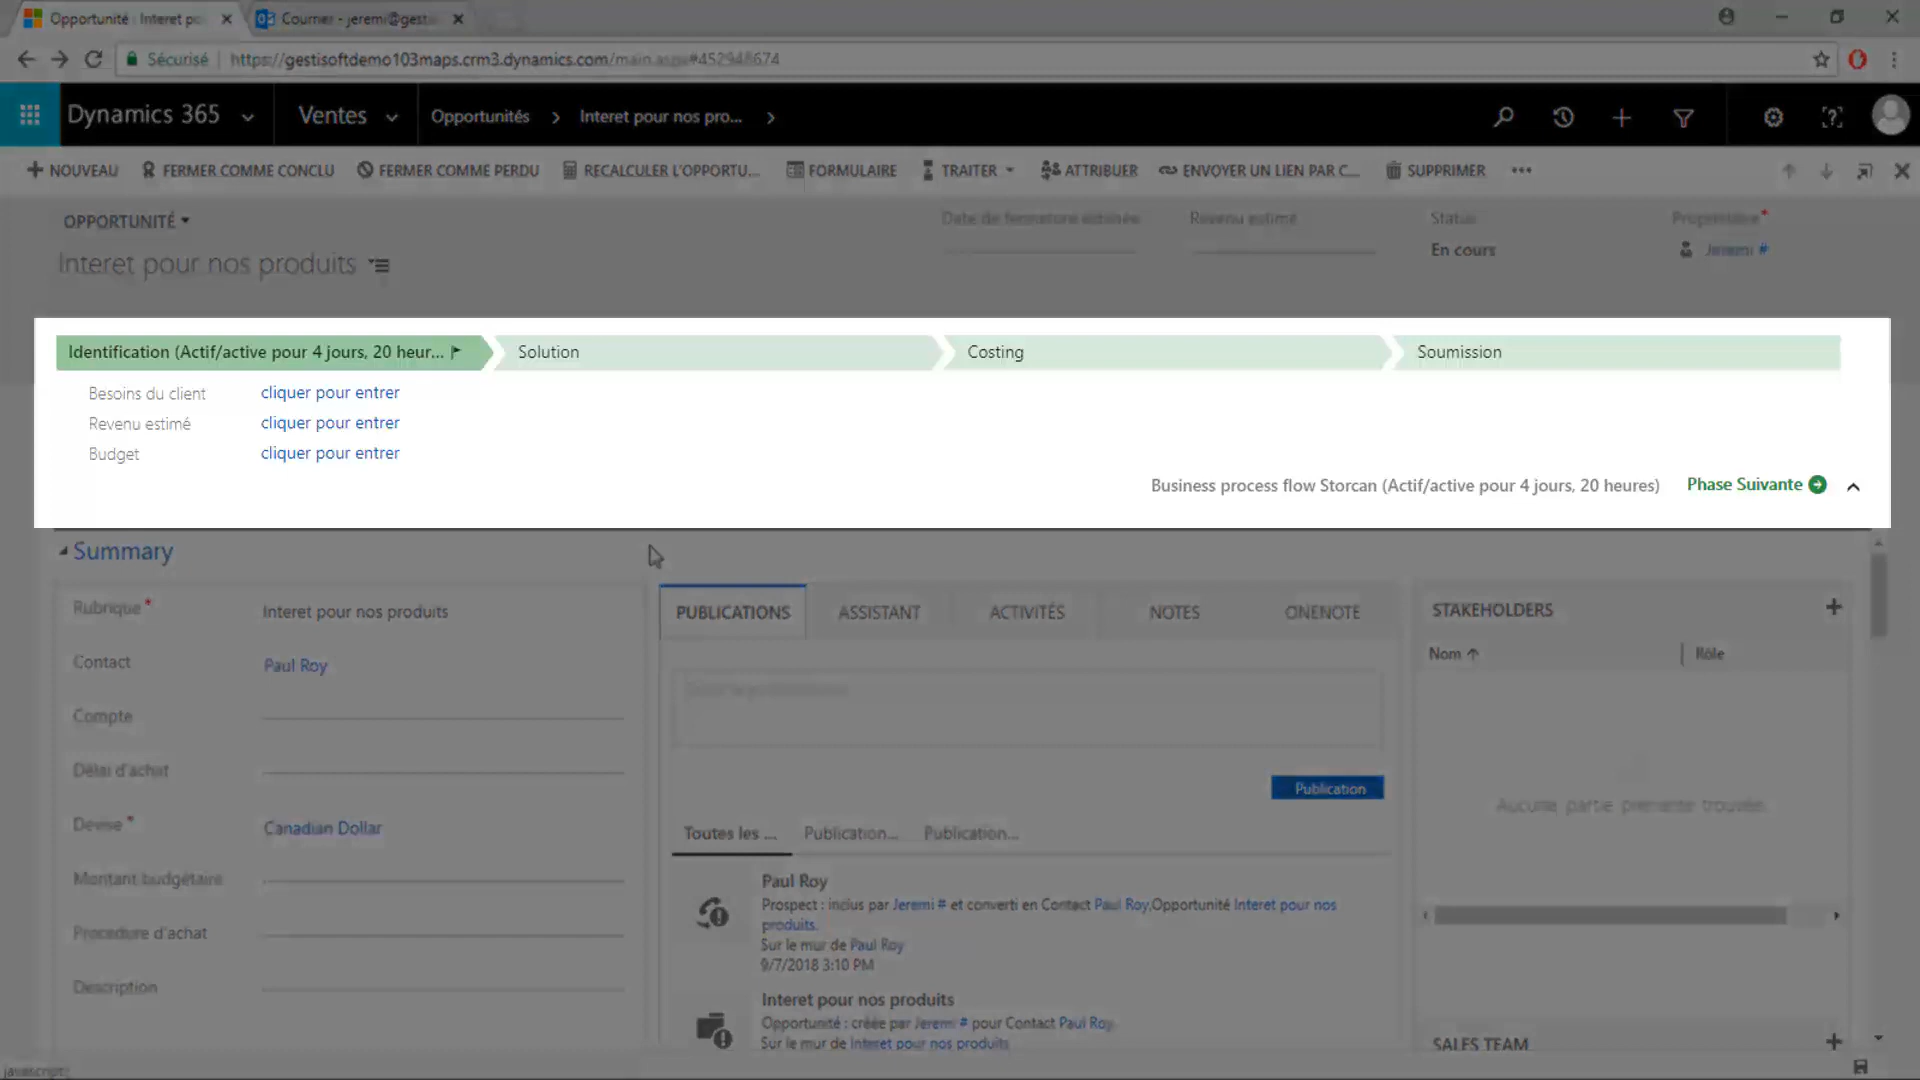 Opportunité : Interet po
Courrier - jeremi@gesti
Sécurisé
https://gestisoftdemo103maps.crm3.dynamics.com/main.aspx#452948674
Dynamics 365
Ventes
Opportunités
Interet pour nos pro...
NOUVEAU
FERMER COMME CONCLU
FERMER COMME PERDU
RECALCULER L'OPPORTU...
FORMULAIRE
TRAITER
ATTRIBUER
ENVOYER UN LIEN PAR C...
SUPPRIMER
OPPORTUNITÉ
Interet pour nos produits
Date de fermeture estimée
Revenu estimé
Status
En cours
Propriétaire*
Jeremi #
Identification (Actif/active pour 4 jours, 20 heur...
Solution
Costing
Soumission
Besoins du client cliquer pour entrer
Revenu estimé cliquer pour entrer
Budget cliquer pour entrer
Business process flow Storcan (Actif/active pour 4 jours, 20 heures)
Phase Suivante
Summary
Rubrique* Interet pour nos produits
Contact Paul Roy
Compte
Délai d'achat
Devise* Canadian Dollar
Montant budgétaire
Procédure d'achat
Description
PUBLICATIONS
ASSISTANT
ACTIVITÉS
NOTES
ONENOTE
Publication
Toutes les ...
Publication...
Publication...
Paul Roy
Prospect : inclus par Jeremi # et converti en Contact Paul Roy,Opportunité Interet pour nos
produits.
Sur le mur de Paul Roy
9/7/2018 3:10 PM
Interet pour nos produits
Opportunité : créée par Jeremi # pour Contact Paul Roy.
Sur le mur de Interet pour nos produits
STAKEHOLDERS
Nom
Rôle
Aucune partie prenante trouvée.
SALES TEAM
javascript: